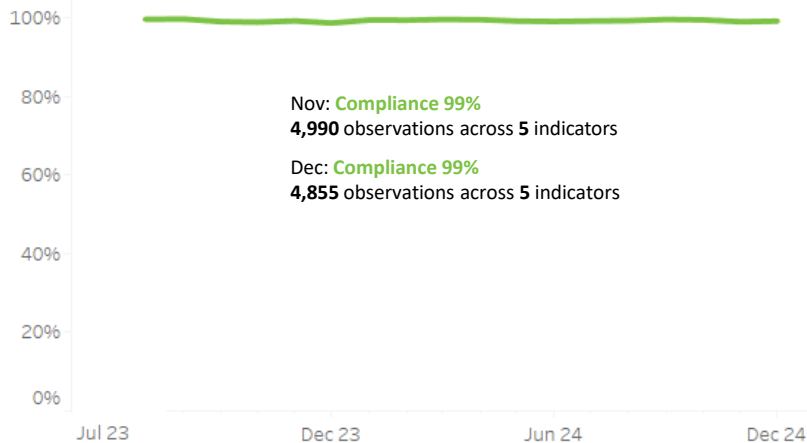 100%
80%
60%
40%
20%
0%
Nov: Compliance 99%
4,990 observations across 5 indicators
Dec: Compliance 99%
4,855 observations across 5 indicators
Jul 23 Dec 23 Jun 24 Dec 24